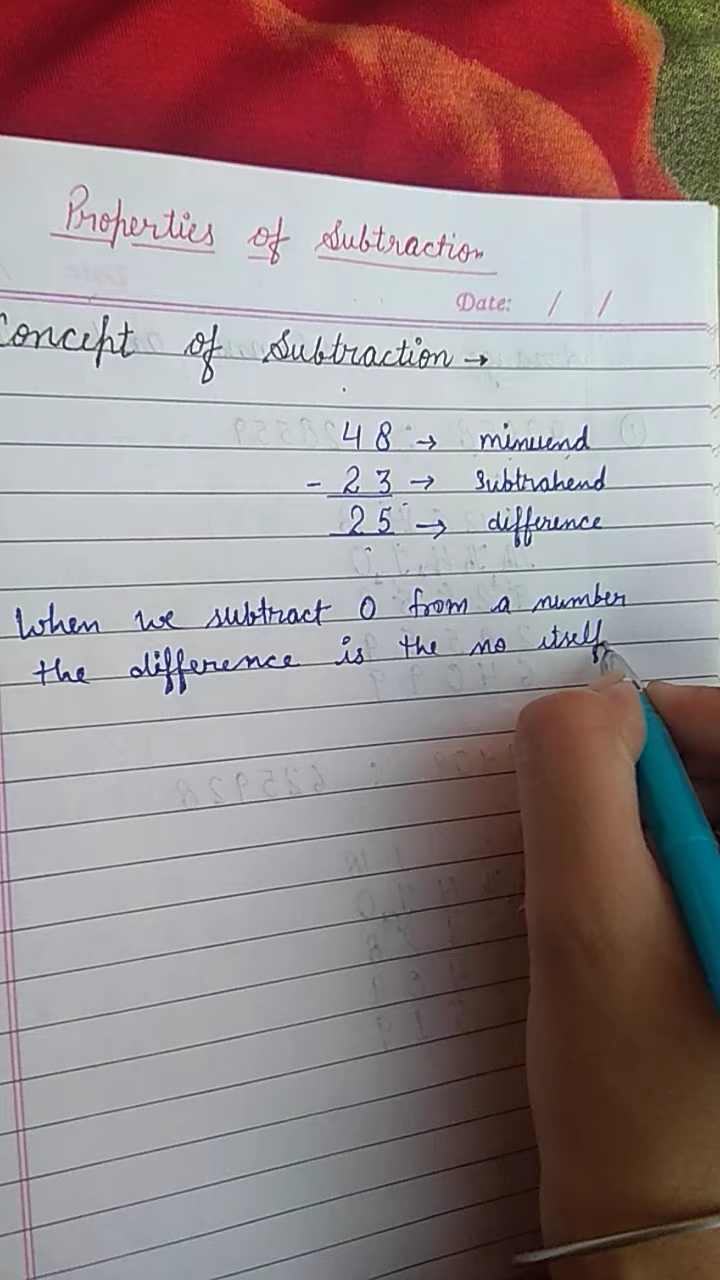 Properties of Subtraction
Date: / /
Concept of Subtraction →
48 → minuend
- 23 → Subtrahend
25 → difference
When we subtract 0 from a number
the difference is the no itself